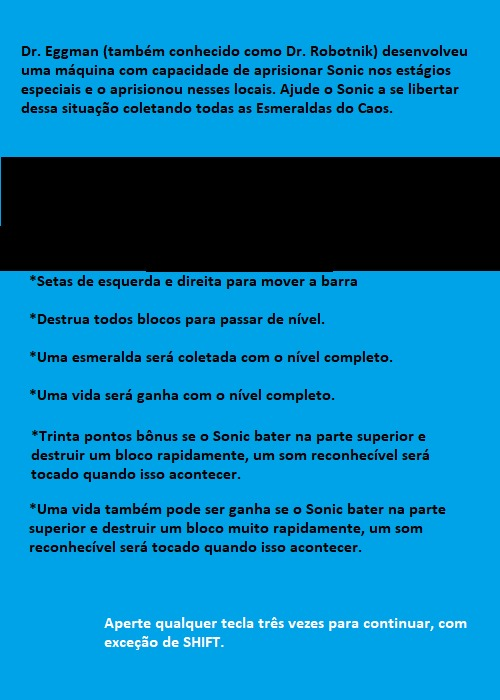 Dr. Eggman (também conhecido como Dr. Robotnik) desenvolveu
uma máquina com capacidade de aprisionar Sonic nos estágios
especiais e o aprisionou nesses locais. Ajude o Sonic a se libertar
dessa situação coletando todas as Esmeraldas do Caos.
*Setas de esquerda e direita para mover a barra
*Destrua todos blocos para passar de nível.
*Uma esmeralda será coletada com o nível completo.
*Uma vida será ganha com o nível completo.
*Trinta pontos bônus se o Sonic bater na parte superior e
destruir um bloco rapidamente, um som reconhecível será
tocado quando isso acontecer.
*Uma vida também pode ser ganha se o Sonic bater na parte
superior e destruir um bloco muito rapidamente, um som
reconhecível será tocado quando isso acontecer.
Aperte qualquer tecla três vezes para continuar, com
exceção de SHIFT.